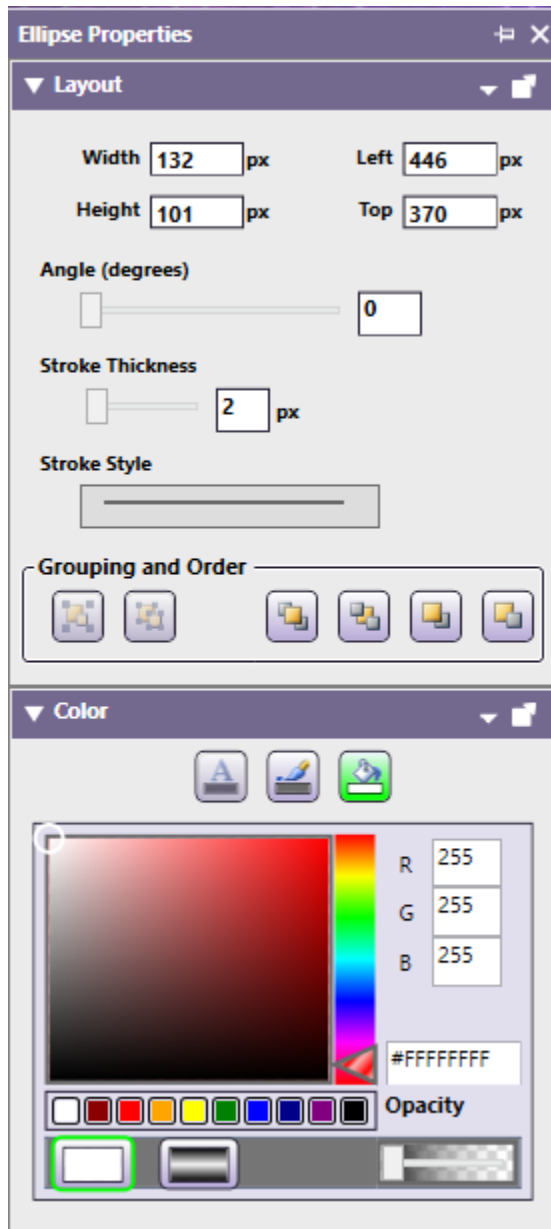 Ellipse Properties
Layout
Width 132 px Left 446 px
Height 101 px Top 370 px
Angle (degrees)
0
Stroke Thickness
2 px
Stroke Style
Grouping and Order
Color
A
R 255
G 255
B 255
#FFFFFFFF
Opacity